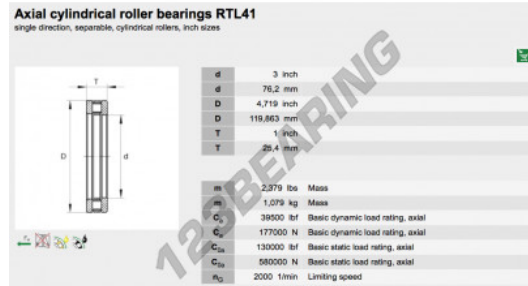 Axial cylindrical roller bearings RTL41
single direction, separable, cylindrical rollers, inch sizes
T
D
d
d 3 inch
d 76,2 mm
D 4,719 inch
D 119,863 mm
T 1 inch
T 25,4 mm
m 2,379 lbs Mass
m 1,079 kg Mass
Ca 39500 lbf Basic dynamic load rating, axial
Ca 177000 N Basic dynamic load rating, axial
C0a 130000 lbf Basic static load rating, axial
C0a 580000 N Basic static load rating, axial
nG 2000 1/min Limiting speed
123BEARING